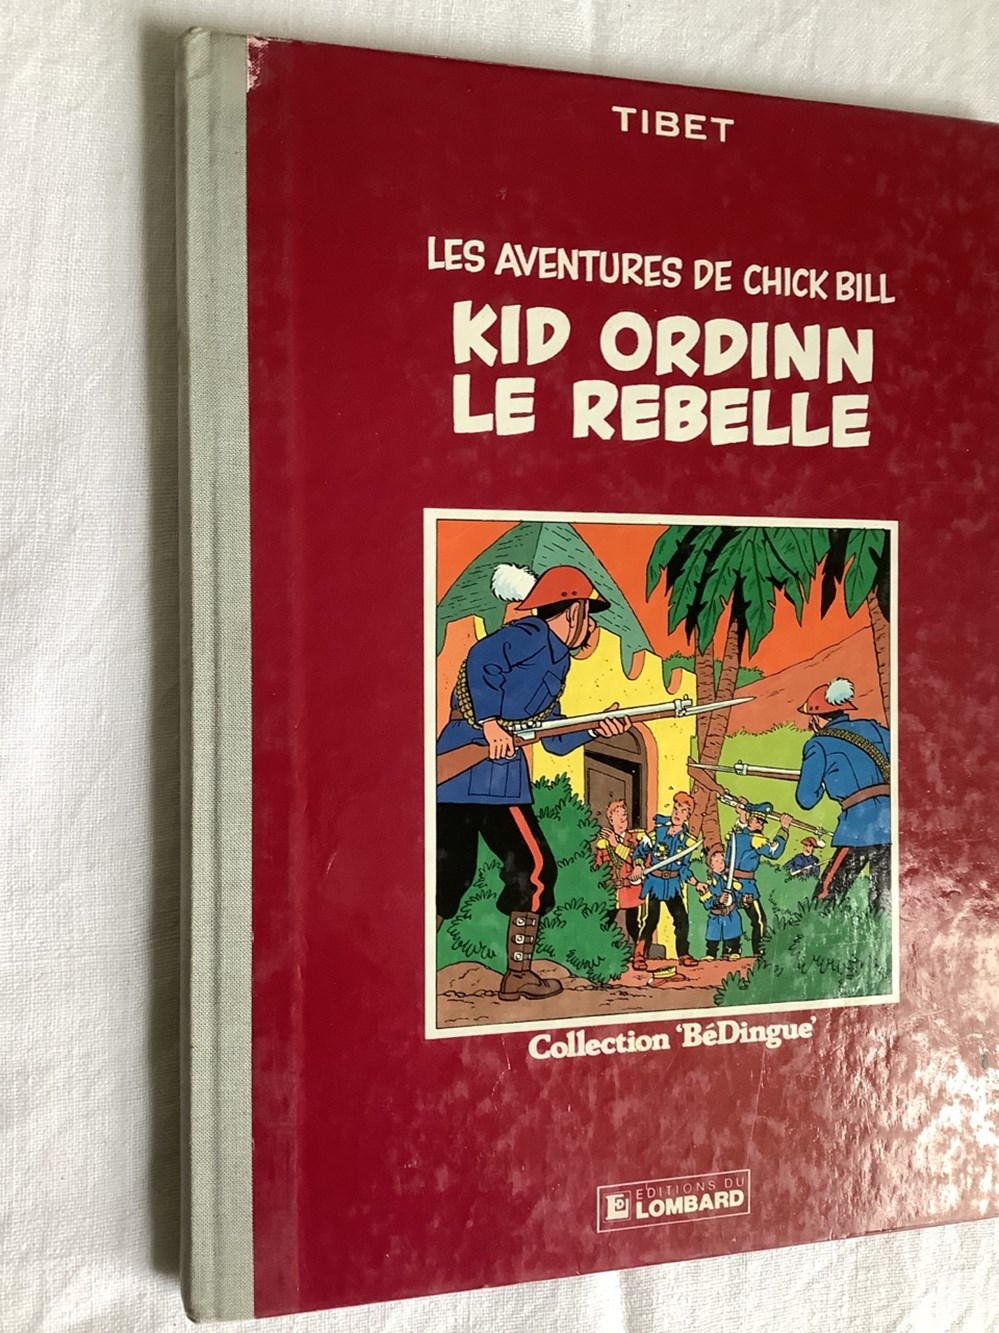 TIBET
LES AVENTURES DE CHICK BILL
KID ORDINN
LE REBELLE
Collection 'BéDingue'
EDITIONS DU
LOMBARD